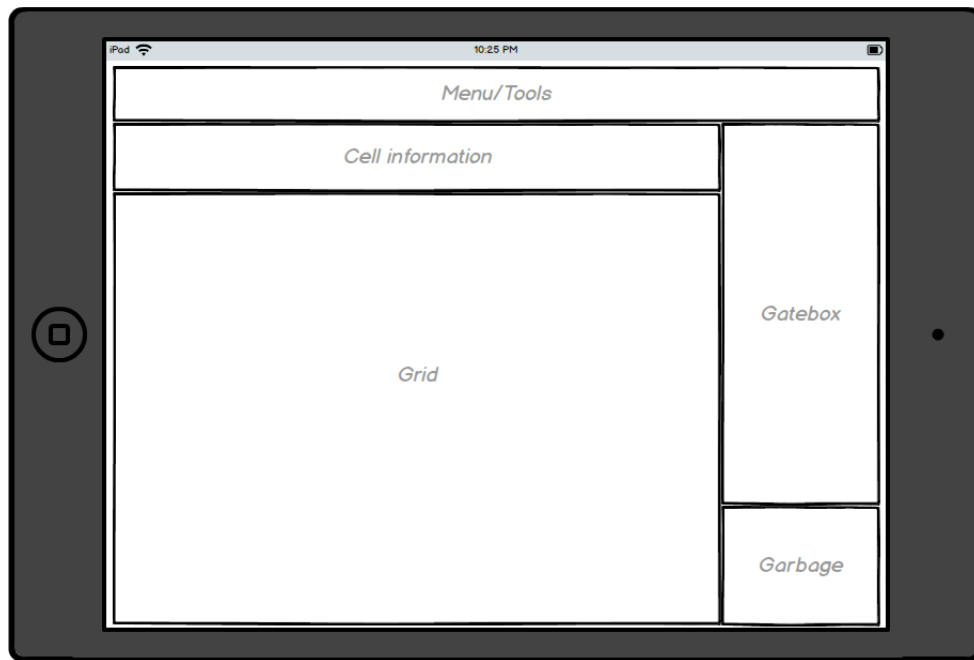 iPad
10:25 PM
Menu/Tools
Cell information
Gatebox
Grid
Garbage